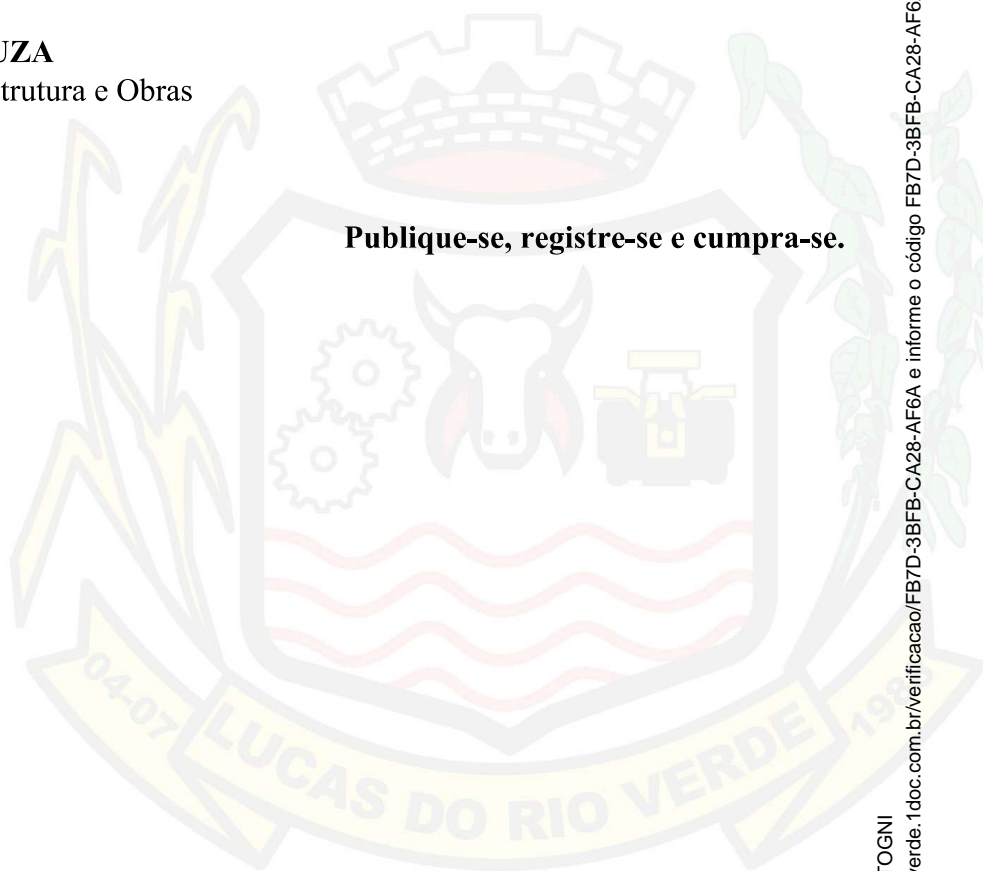 UZA
trutura e Obras
Publique-se, registre-se e cumpra-se.
04-07
LUCAS DO RIO VERDE
1988
TOGNI
verde.1doc.com.br/verificacao/FB7D-3BFB-CA28-AF6A e informe o código FB7D-3BFB-CA28-AF6